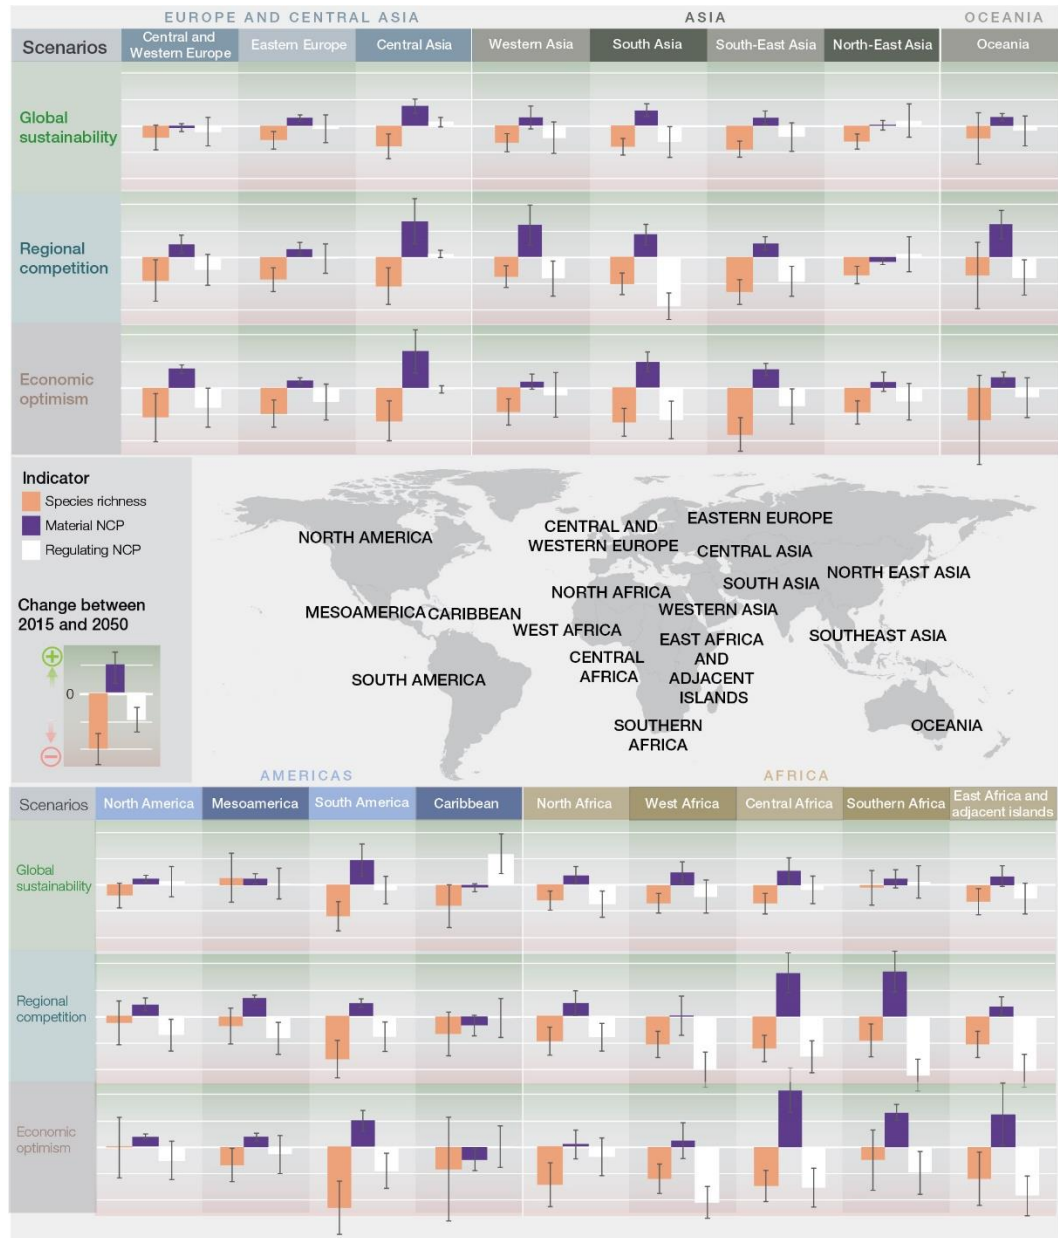 EUROPE AND CENTRAL ASIA
ASIA
OCEANIA
Scenarios
Central and
Western Europe
Eastern Europe
Central Asia
Western Asia
South Asia
South-East Asia
North-East Asia
Oceania
Global
sustainability
Regional
competition
Economic
optimism
Indicator
Species richness
Material NCP
Regulating NCP
Change between
2015 and 2050
+
0
−
NORTH AMERICA
CENTRAL AND
WESTERN EUROPE
EASTERN EUROPE
CENTRAL ASIA
NORTH EAST ASIA
SOUTH ASIA
NORTH AFRICA
WESTERN ASIA
MESOAMERICA
CARIBBEAN
WEST AFRICA
EAST AFRICA
AND
ADJACENT
ISLANDS
SOUTHEAST ASIA
CENTRAL
AFRICA
SOUTH AMERICA
SOUTHERN
AFRICA
OCEANIA
AMERICAS
AFRICA
Scenarios
North America
Mesoamerica
South America
Caribbean
North Africa
West Africa
Central Africa
Southern Africa
East Africa and
adjacent islands
Global
sustainability
Regional
competition
Economic
optimism